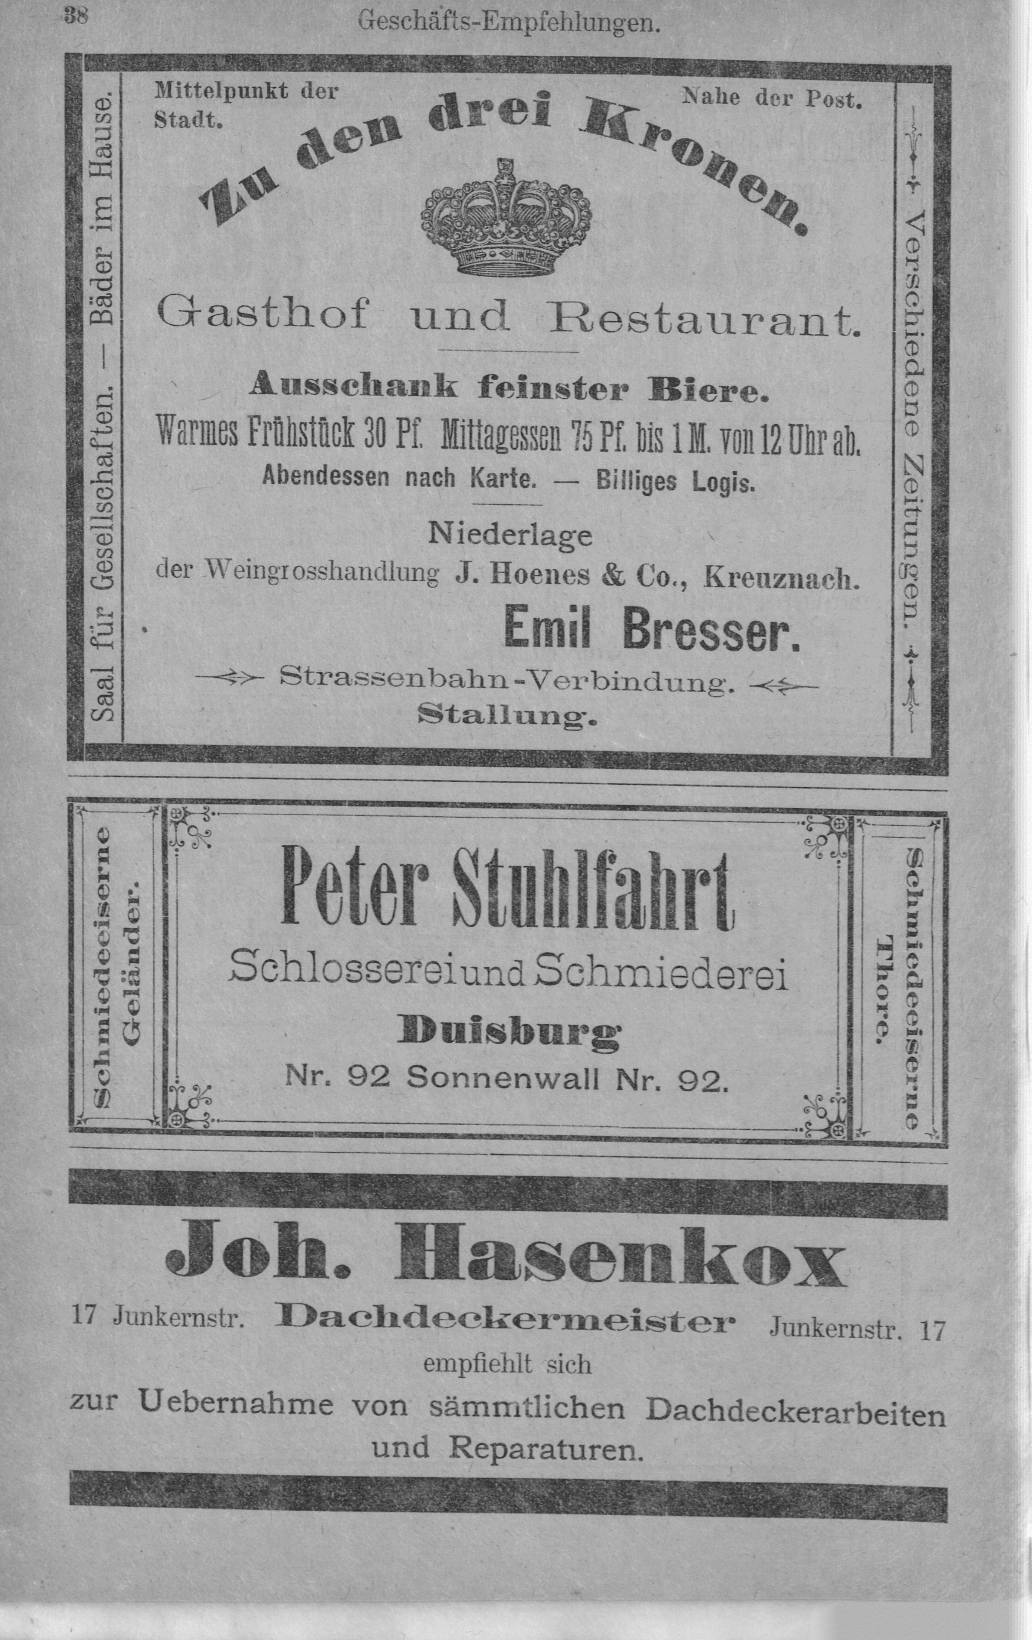 38
Geschäfts-Empfehlungen.
Mittelpunkt der
Stadt.
Nahe der Post.
Zu den drei Kronen.
Saal für Gesellschaften. — Bäder im Hause.
Verschiedene Zeitungen.
Gasthof und Restaurant.
Ausschank feinster Biere.
Warmes Frühstück 30 Pf. Mittagessen 75 Pf. bis 1 M. von 12 Uhr ab.
Abendessen nach Karte. — Billiges Logis.
Niederlage
der Weingrosshandlung J. Hoenes & Co., Kreuznach.
Emil Bresser.
Strassenbahn-Verbindung.
Stallung.
Schmiedeeiserne
Geländer.
Peter Stuhlfahrt
Schlosserei und Schmiederei
Duisburg
Nr. 92 Sonnenwall Nr. 92.
Schmiedeeiserne
Thore.
Joh. Hasenkox
17 Junkernstr. Dachdeckermeister Junkernstr. 17
empfiehlt sich
zur Uebernahme von sämmtlichen Dachdeckerarbeiten
und Reparaturen.